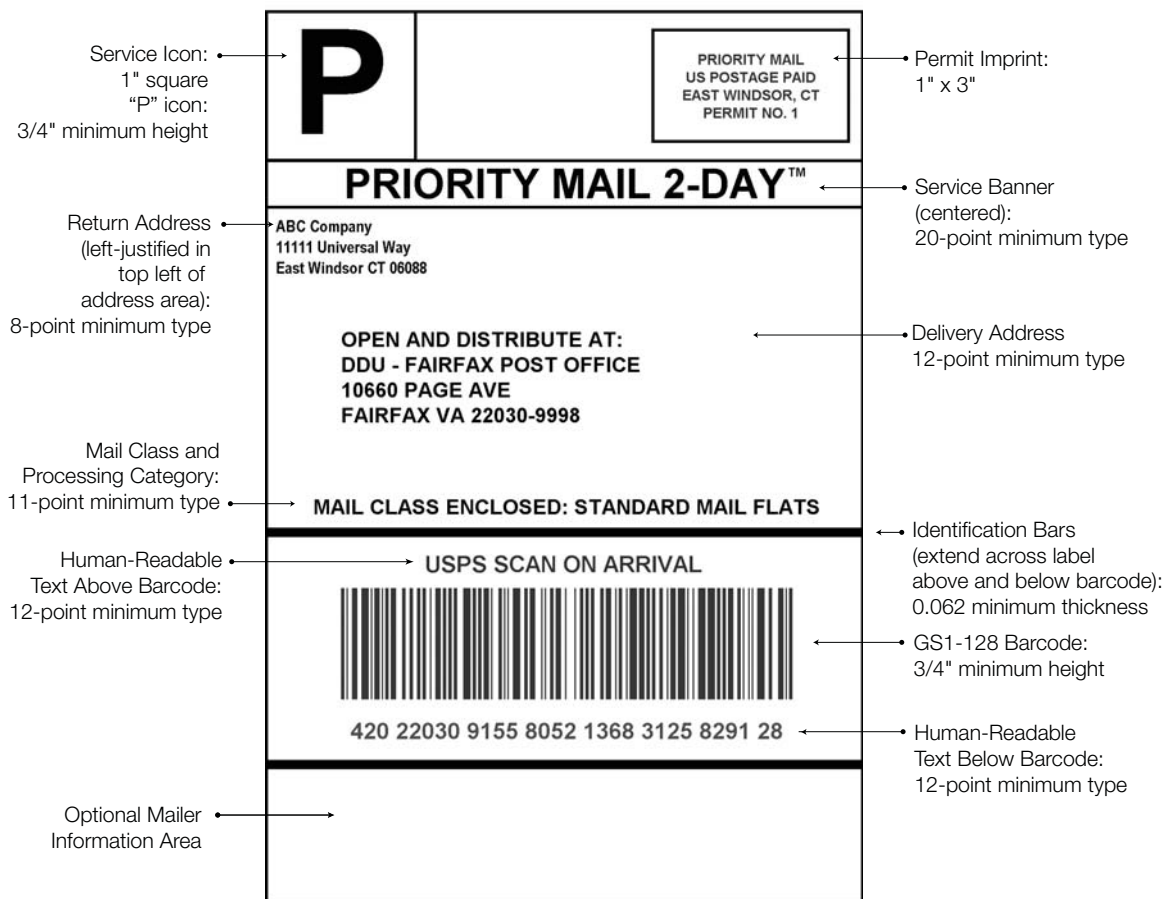 Service Icon:
1" square
“P” icon:
3/4" minimum height
P
PRIORITY MAIL
US POSTAGE PAID
EAST WINDSOR, CT
PERMIT NO. 1
Permit Imprint:
1" x 3"
PRIORITY MAIL 2-DAY™
Service Banner
(centered):
20-point minimum type
Return Address
(left-justified in
top left of
address area):
8-point minimum type
ABC Company
11111 Universal Way
East Windsor CT 06088
OPEN AND DISTRIBUTE AT:
DDU - FAIRFAX POST OFFICE
10660 PAGE AVE
FAIRFAX VA 22030-9998
Delivery Address
12-point minimum type
Mail Class and
Processing Category:
11-point minimum type
MAIL CLASS ENCLOSED: STANDARD MAIL FLATS
Identification Bars
(extend across label
above and below barcode):
0.062 minimum thickness
Human-Readable
Text Above Barcode:
12-point minimum type
USPS SCAN ON ARRIVAL
GS1-128 Barcode:
3/4" minimum height
420 22030 9155 8052 1368 3125 8291 28
Human-Readable
Text Below Barcode:
12-point minimum type
Optional Mailer
Information Area